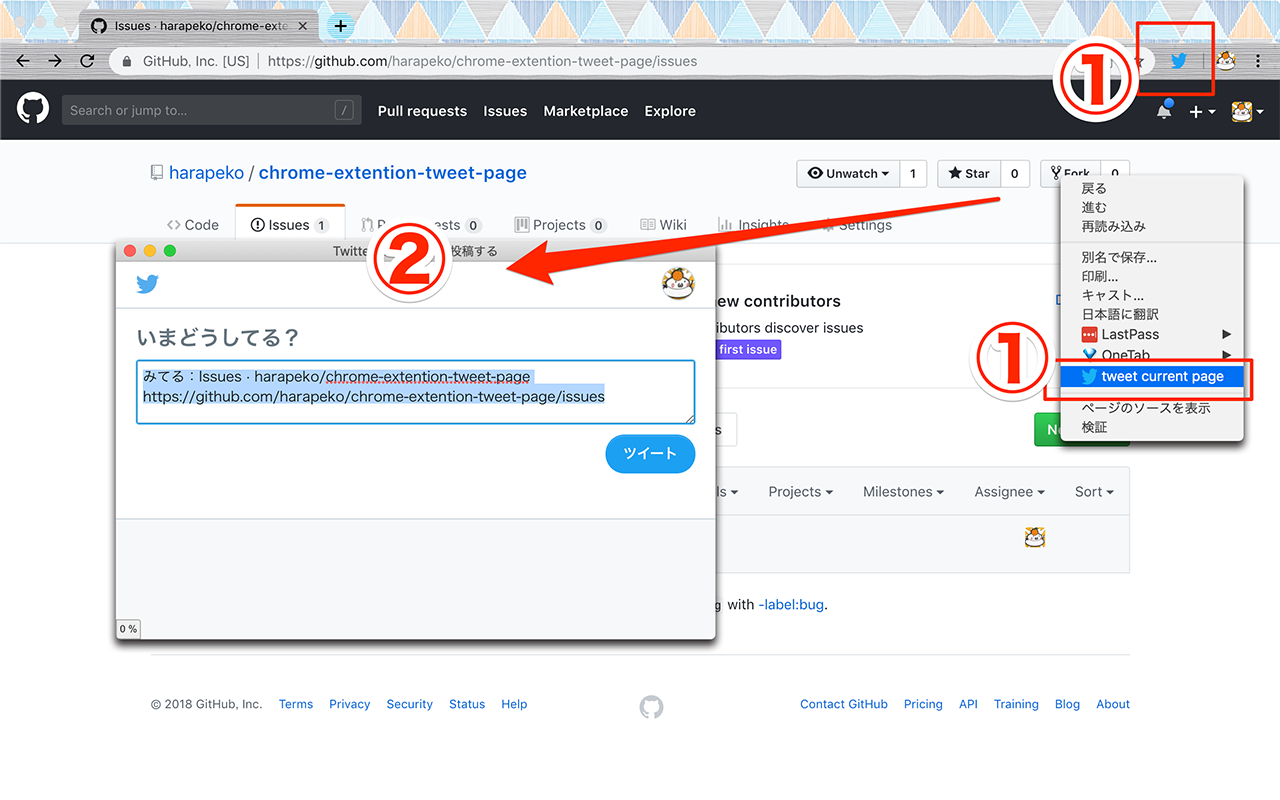 Issues · harapeko/chrome-exte
GitHub, Inc. [US] | https://github.com/harapeko/chrome-extention-tweet-page/issues
①
Search or jump to... /
Pull requests Issues Marketplace Explore
harapeko / chrome-extention-tweet-page
Unwatch 1
Star 0
Fork 0
Code
Issues 1
ests 0
Projects 0
Wiki
Insights
Settings
戻る
進む
再読み込み
別名で保存...
印刷...
キャスト...
日本語に翻訳
LastPass
OneTab
tweet current page
ページのソースを表示
検証
①
②
Twitte 投稿する
いまどうしてる？
みてる：Issues · harapeko/chrome-extention-tweet-page
https://github.com/harapeko/chrome-extention-tweet-page/issues
ツイート
0 %
ew contributors
ibutors discover issues
first issue
s
N
ls Projects Milestones Assignee Sort
g with -label:bug.
© 2018 GitHub, Inc. Terms Privacy Security Status Help
Contact GitHub Pricing API Training Blog About